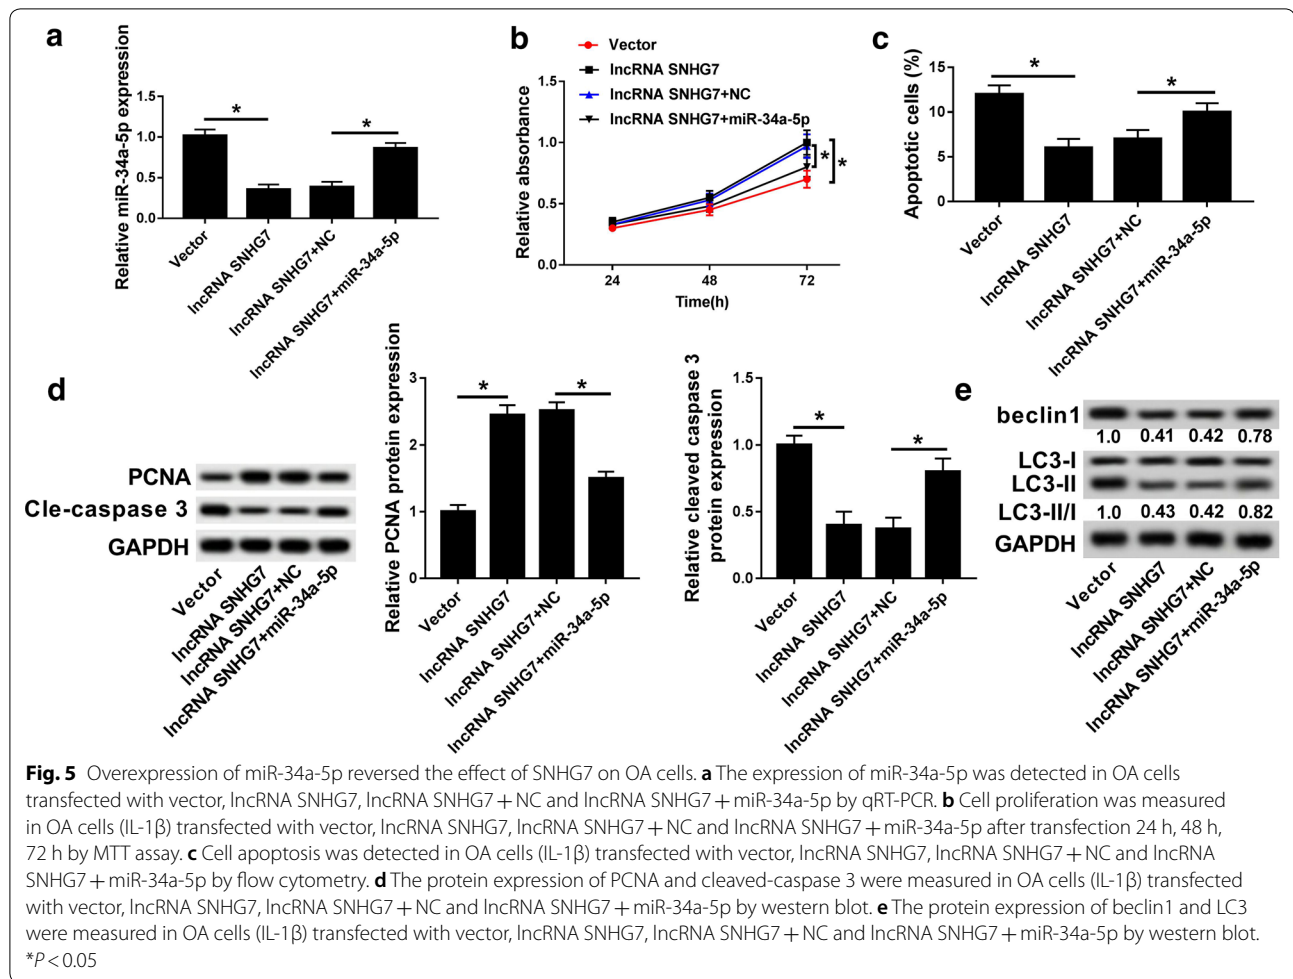 a
Relative miR-34a-5p expression
1.5
1.0
0.5
0.0
*
*
Vector
lncRNA SNHG7
lncRNA SNHG7+NC
lncRNA SNHG7+miR-34a-5p
b
Vector
lncRNA SNHG7
lncRNA SNHG7+NC
lncRNA SNHG7+miR-34a-5p
Relative absorbance
1.5
1.0
0.5
0.0
24
48
72
Time(h)
*
*
c
Apoptotic cells (%)
15
10
5
0
*
*
Vector
lncRNA SNHG7
lncRNA SNHG7+NC
lncRNA SNHG7+miR-34a-5p
d
PCNA
Cle-caspase 3
GAPDH
Vector
lncRNA SNHG7
lncRNA SNHG7+NC
lncRNA SNHG7+miR-34a-5p
Relative PCNA protein expression
3
2
1
0
*
*
Vector
lncRNA SNHG7
lncRNA SNHG7+NC
lncRNA SNHG7+miR-34a-5p
Relative cleaved caspase 3
protein expression
1.5
1.0
0.5
0.0
*
*
Vector
lncRNA SNHG7
lncRNA SNHG7+NC
lncRNA SNHG7+miR-34a-5p
e
beclin1
1.0 0.41 0.42 0.78
LC3-I
LC3-II
LC3-II/I 1.0 0.43 0.42 0.82
GAPDH
Vector
lncRNA SNHG7
lncRNA SNHG7+NC
lncRNA SNHG7+miR-34a-5p
Fig. 5 Overexpression of miR-34a-5p reversed the effect of SNHG7 on OA cells. a The expression of miR-34a-5p was detected in OA cells
transfected with vector, lncRNA SNHG7, lncRNA SNHG7 + NC and lncRNA SNHG7 + miR-34a-5p by qRT-PCR. b Cell proliferation was measured
in OA cells (IL-1β) transfected with vector, lncRNA SNHG7, lncRNA SNHG7 + NC and lncRNA SNHG7 + miR-34a-5p after transfection 24 h, 48 h,
72 h by MTT assay. c Cell apoptosis was detected in OA cells (IL-1β) transfected with vector, lncRNA SNHG7, lncRNA SNHG7 + NC and lncRNA
SNHG7 + miR-34a-5p by flow cytometry. d The protein expression of PCNA and cleaved-caspase 3 were measured in OA cells (IL-1β) transfected
with vector, lncRNA SNHG7, lncRNA SNHG7 + NC and lncRNA SNHG7 + miR-34a-5p by western blot. e The protein expression of beclin1 and LC3
were measured in OA cells (IL-1β) transfected with vector, lncRNA SNHG7, lncRNA SNHG7 + NC and lncRNA SNHG7 + miR-34a-5p by western blot.
*P < 0.05